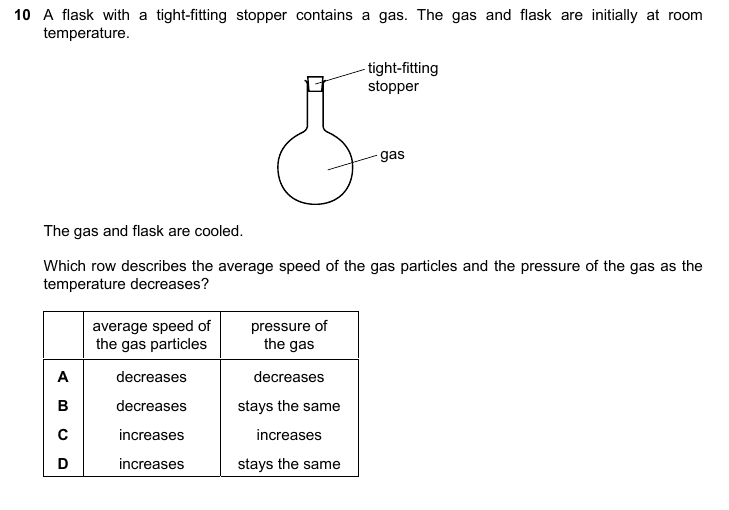 10 A flask with a tight-fitting stopper contains a gas. The gas and flask are initially at room
temperature.
tight-fitting
stopper
gas
The gas and flask are cooled.
Which row describes the average speed of the gas particles and the pressure of the gas as the
temperature decreases?
average speed of pressure of
the gas particles the gas
A decreases decreases
B decreases stays the same
C increases increases
D increases stays the same